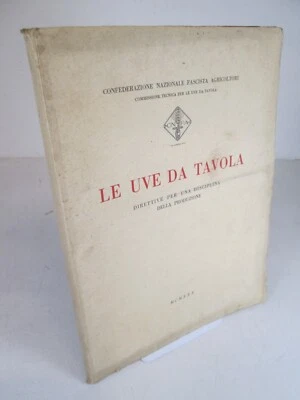 CONFEDERAZIONE NAZIONALE FASCISTA AGRICOLTORI
COMMISSIONE TECNICA PER LE UVE DA TAVOLA
LE UVE DA TAVOLA
DIRETTIVE PER UNA DISCIPLINA
DELLA PRODUZIONE